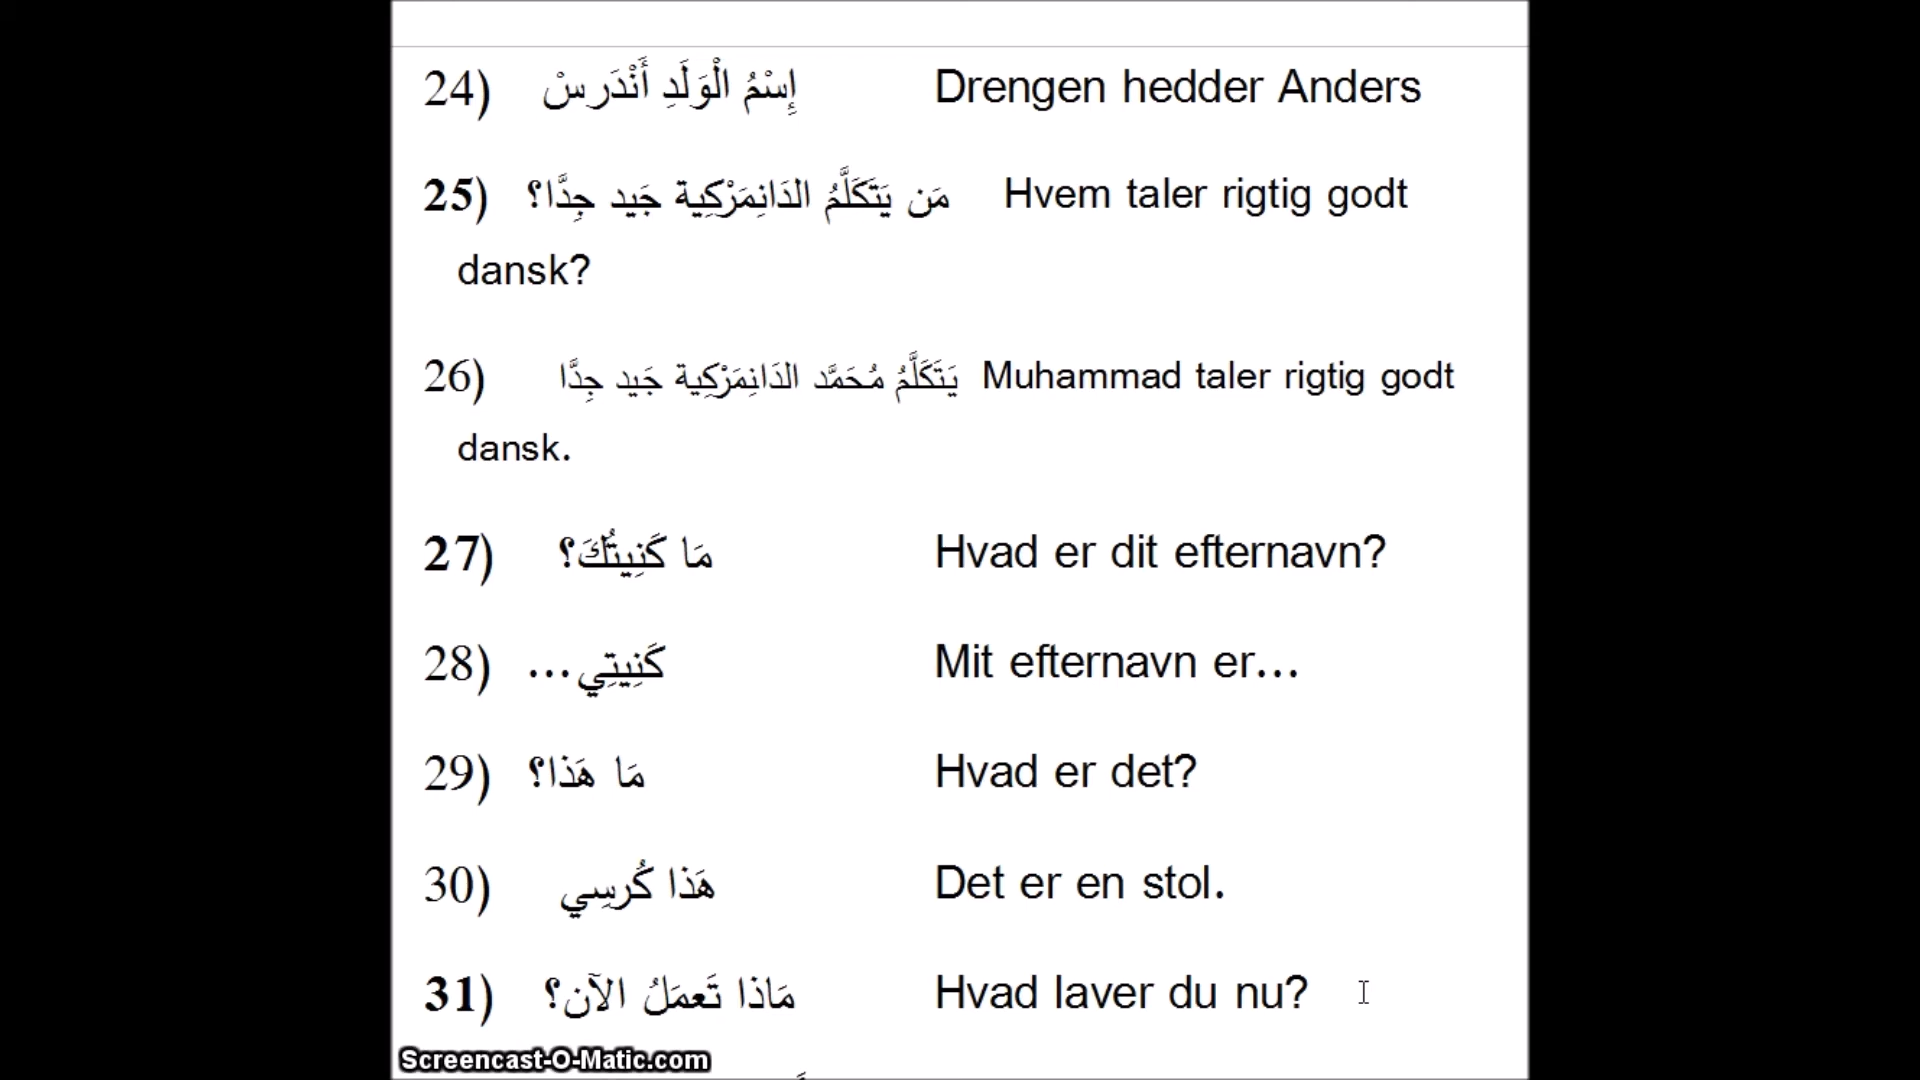 24) إِسْمُ الْوَلَدِ أَنْدَرسْ Drengen hedder Anders
25) مَن يَتَكَلَّمُ الدَانِمَرْكِية جَيد جِدَّا؟ Hvem taler rigtig godt
dansk?
26) يَتَكَلَّمُ مُحَمَّد الدَانِمَرْكِية جَيد جِدَّا Muhammad taler rigtig godt
dansk.
27) مَا كَنِيتُكَ؟ Hvad er dit efternavn?
28) كَنِيتِي... Mit efternavn er...
29) مَا هَذا؟ Hvad er det?
30) هَذا كُرسِي Det er en stol.
31) مَاذا تَعمَلُ الآن؟ Hvad laver du nu?
Screencast-O-Matic.com